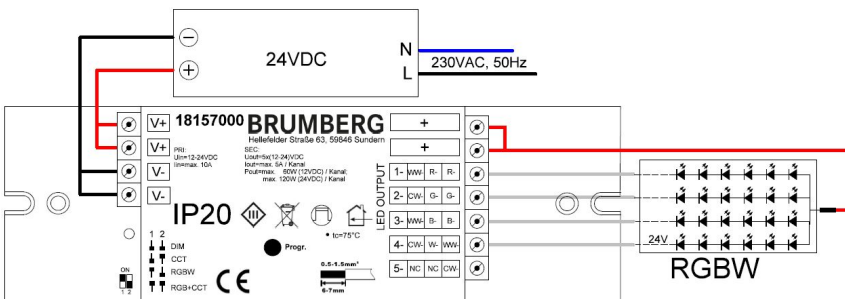 24VDC
N
L
230VAC, 50Hz
V+
V+
V-
V-
18157000 BRUMBERG
Hellefelder Straße 63, 59846 Sundern
PRI:
Uin=12-24VDC
Iin=max. 10A
SEC:
Uout=5x(12-24)VDC
Iout=max. 5A / Kanal
Pout=max. 60W (12VDC) / Kanal;
max. 120W (24VDC) / Kanal
IP20
III
• tc=75°C
Progr.
0.5-1.5mm²
6-7mm
1 2
DIM
CCT
RGBW
RGB+CCT
ON
1 2
CE
LED OUTPUT
+
+
1- WW- R- R-
2- CW- G- G-
3- WW- B- B-
4- CW- W- WW-
5- NC NC CW-
24V
RGBW